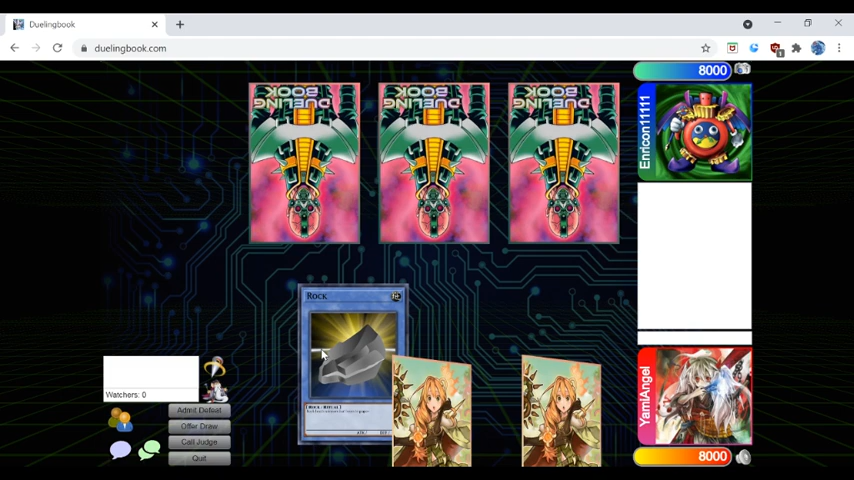 Duelingbook
duelingbook.com
8000
Enricon11111
DUELING
BOOK
DUELING
BOOK
DUELING
BOOK
ROCK
Watchers: 0
Admit Defeat
Offer Draw
Call Judge
Quit
YamiAngel
8000